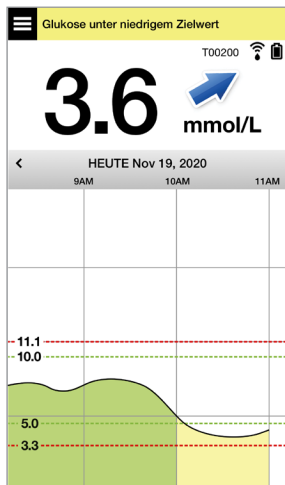 Glukose unter niedrigem Zielwert
T00200
3.6
mmol/L
HEUTE Nov 19, 2020
9AM 10AM 11AM
11.1
10.0
5.0
3.3